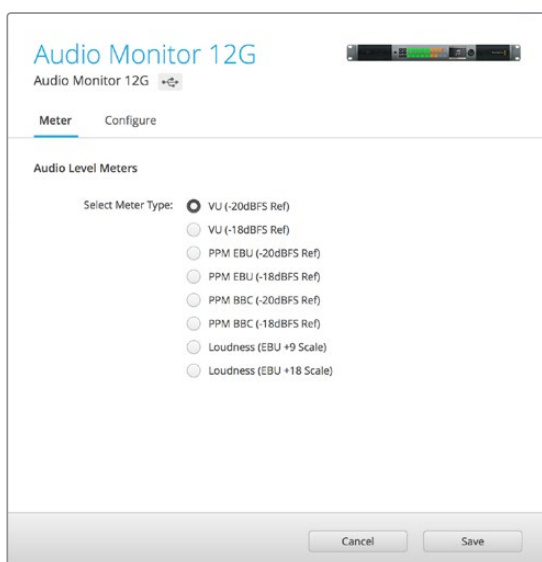 Audio Monitor 12G
Audio Monitor 12G
Meter Configure
Audio Level Meters
Select Meter Type: VU (-20dBFS Ref)
VU (-18dBFS Ref)
PPM EBU (-20dBFS Ref)
PPM EBU (-18dBFS Ref)
PPM BBC (-20dBFS Ref)
PPM BBC (-18dBFS Ref)
Loudness (EBU +9 Scale)
Loudness (EBU +18 Scale)
Cancel Save